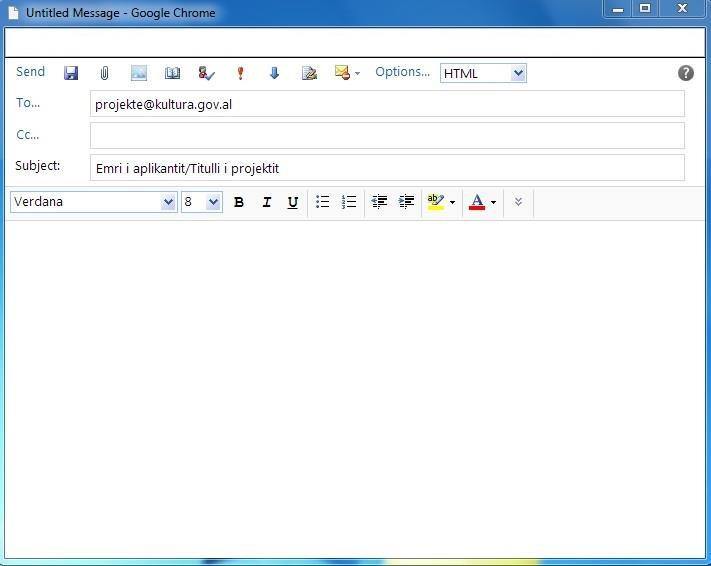 Untitled Message - Google Chrome
Send Options... HTML
To... projekte@kultura.gov.al
Cc...
Subject: Emri i aplikantit/Titulli i projektit
Verdana 8 B I U ab A